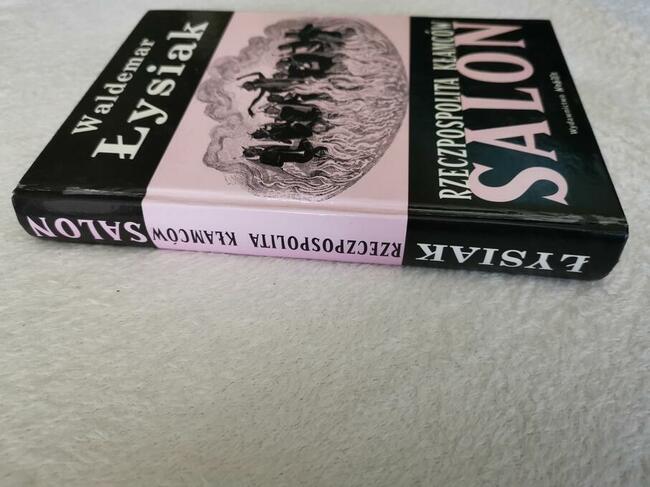 Waldemar
Łysiak
RZECZPOSPOLITA KŁAMCÓW
SALON
Wydawnictwo Nobilis
ŁYSIAK
RZECZPOSPOLITA KŁAMCÓW
SALON